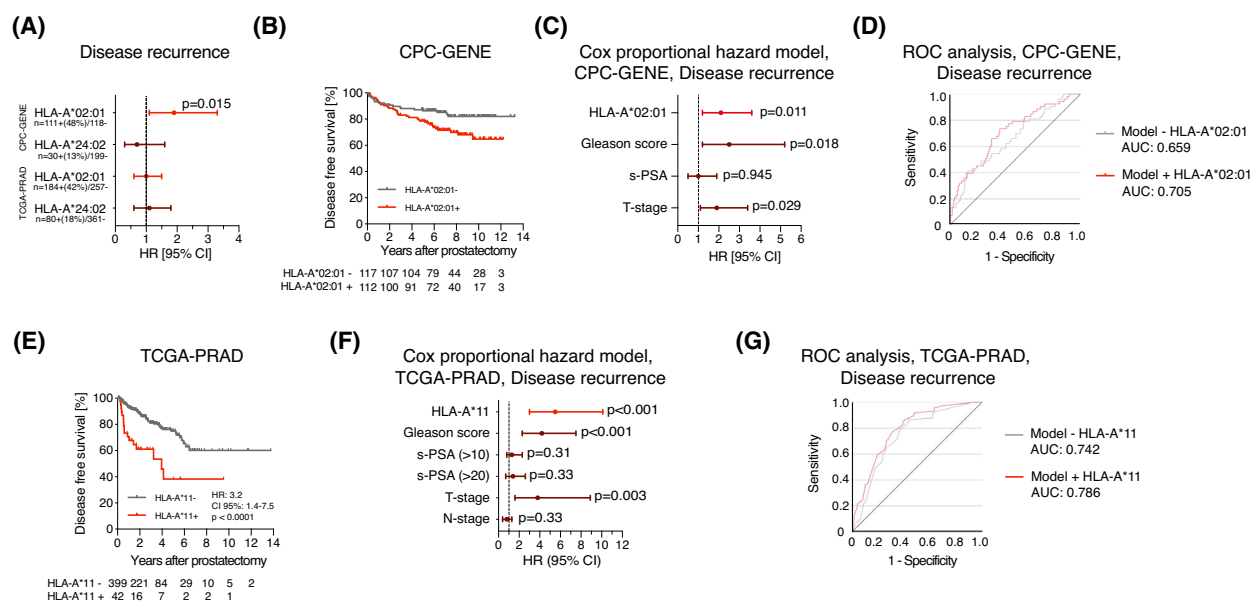 (A)
Disease recurrence
CPC-GENE
TCGA-PRAD
HLA-A*02:01
n=111+(48%)/118-
p=0.015
HLA-A*24:02
n=30+(13%)/199-
HLA-A*02:01
n=184+(42%)/257-
HLA-A*24:02
n=80+(18%)/361-
0 1 2 3 4
HR [95% CI]
(B)
CPC-GENE
Disease free survival [%]
100
80
60
40
20
0
HLA-A*02:01-
HLA-A*02:01+
0 2 4 6 8 10 12 14
Years after prostatectomy
HLA-A*02:01 - 117 107 104 79 44 28 3
HLA-A*02:01 + 112 100 91 72 40 17 3
(C)
Cox proportional hazard model,
CPC-GENE, Disease recurrence
HLA-A*02:01 p=0.011
Gleason score p=0.018
s-PSA p=0.945
T-stage p=0.029
0 1 2 3 4 5 6
HR [95% CI]
(D)
ROC analysis, CPC-GENE,
Disease recurrence
Sensitivity
1.0
0.8
0.6
0.4
0.2
0
0 0.2 0.4 0.6 0.8 1.0
1 - Specificity
Model - HLA-A*02:01
AUC: 0.659
Model + HLA-A*02:01
AUC: 0.705
(E)
TCGA-PRAD
Disease free survival [%]
100
80
60
40
20
0
HLA-A*11-
HLA-A*11+
HR: 3.2
CI 95%: 1.4-7.5
p < 0.0001
0 2 4 6 8 10 12 14
Years after prostatectomy
HLA-A*11 - 399 221 84 29 10 5 2
HLA-A*11 + 42 16 7 2 2 1
(F)
Cox proportional hazard model,
TCGA-PRAD, Disease recurrence
HLA-A*11 p<0.001
Gleason score p<0.001
s-PSA (>10) p=0.31
s-PSA (>20) p=0.33
T-stage p=0.003
N-stage p=0.33
0 2 4 6 8 10 12
HR (95% CI)
(G)
ROC analysis, TCGA-PRAD,
Disease recurrence
Sensitivity
1.0
0.8
0.6
0.4
0.2
0
0 0.2 0.4 0.6 0.8 1.0
1 - Specificity
Model - HLA-A*11
AUC: 0.742
Model + HLA-A*11
AUC: 0.786